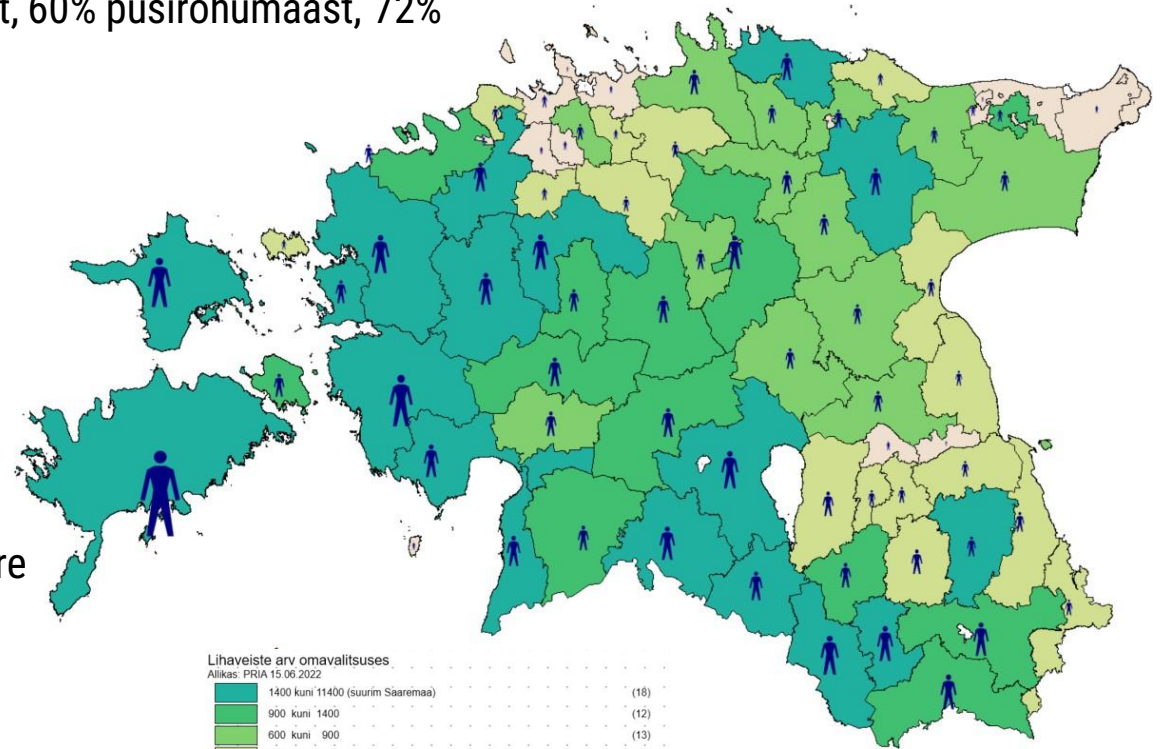 t, 60% püsirohumaast, 72%
re
Lihaveiste arv omavalitsuses
Allikas: PRIA 15.06.2022
1400 kuni 11400 (suurim Saaremaa) (18)
900 kuni 1400 (12)
600 kuni 900 (13)